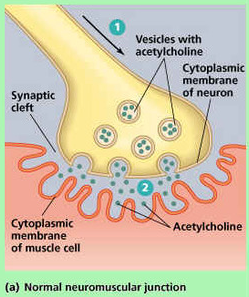 1
Vesicles with
acetylcholine
Cytoplasmic
membrane
of neuron
Synaptic
cleft
2
Cytoplasmic
membrane
of muscle cell
Acetylcholine
(a) Normal neuromuscular junction